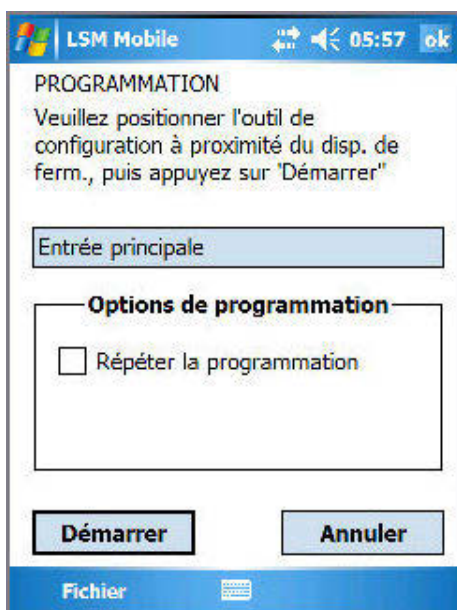 LSM Mobile 05:57 ok
PROGRAMMATION
Veuillez positionner l'outil de
configuration à proximité du disp. de
ferm., puis appuyez sur 'Démarrer"
Entrée principale
Options de programmation
Répéter la programmation
Démarrer Annuler
Fichier